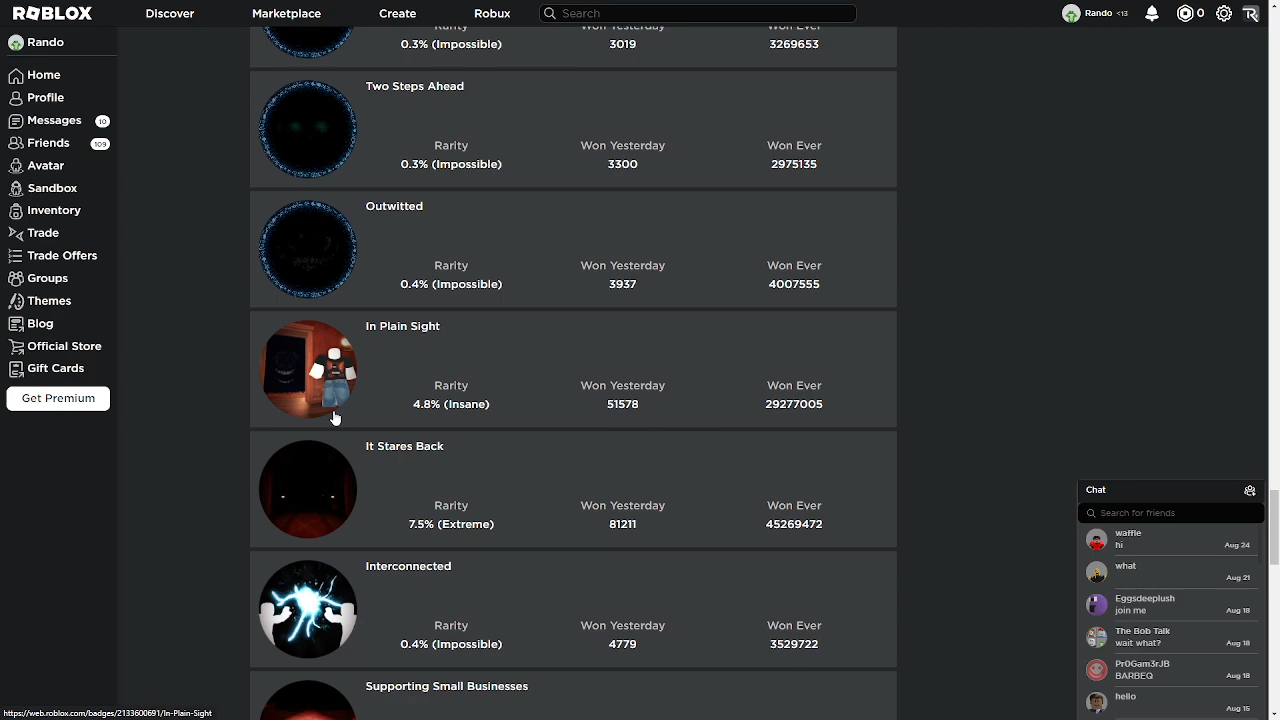 ROBLOX
Discover
Marketplace
Create
Robux
Search
Rando <13
0
Rando
Home
Profile
Messages 10
Friends 109
Avatar
Sandbox
Inventory
Trade
Trade Offers
Groups
Themes
Blog
Official Store
Gift Cards
Get Premium
0.3% (Impossible) 3019 3269653
Two Steps Ahead
Rarity Won Yesterday Won Ever
0.3% (Impossible) 3300 2975135
Outwitted
Rarity Won Yesterday Won Ever
0.4% (Impossible) 3937 4007555
In Plain Sight
Rarity Won Yesterday Won Ever
4.8% (Insane) 51578 29277005
It Stares Back
Rarity Won Yesterday Won Ever
7.5% (Extreme) 81211 45269472
Interconnected
Rarity Won Yesterday Won Ever
0.4% (Impossible) 4779 3529722
Supporting Small Businesses
Chat
Search for friends
waffle
hi Aug 24
what
Aug 21
Eggsdeeplush
join me Aug 18
The Bob Talk
wait what? Aug 18
Pr0Gam3rJB
BARBEQ Aug 18
hello
Aug 15
https://web.roblox.com/badges/2133600691/In-Plain-Sight